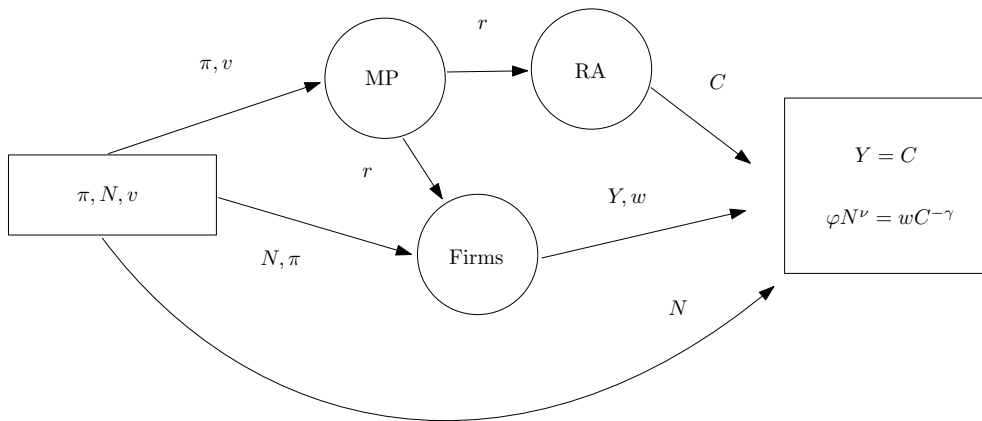 r
π, v
MP
RA
C
r
Y = C
π, N, v
Y, w
φN^ν = wC^{-γ}
N, π
Firms
N